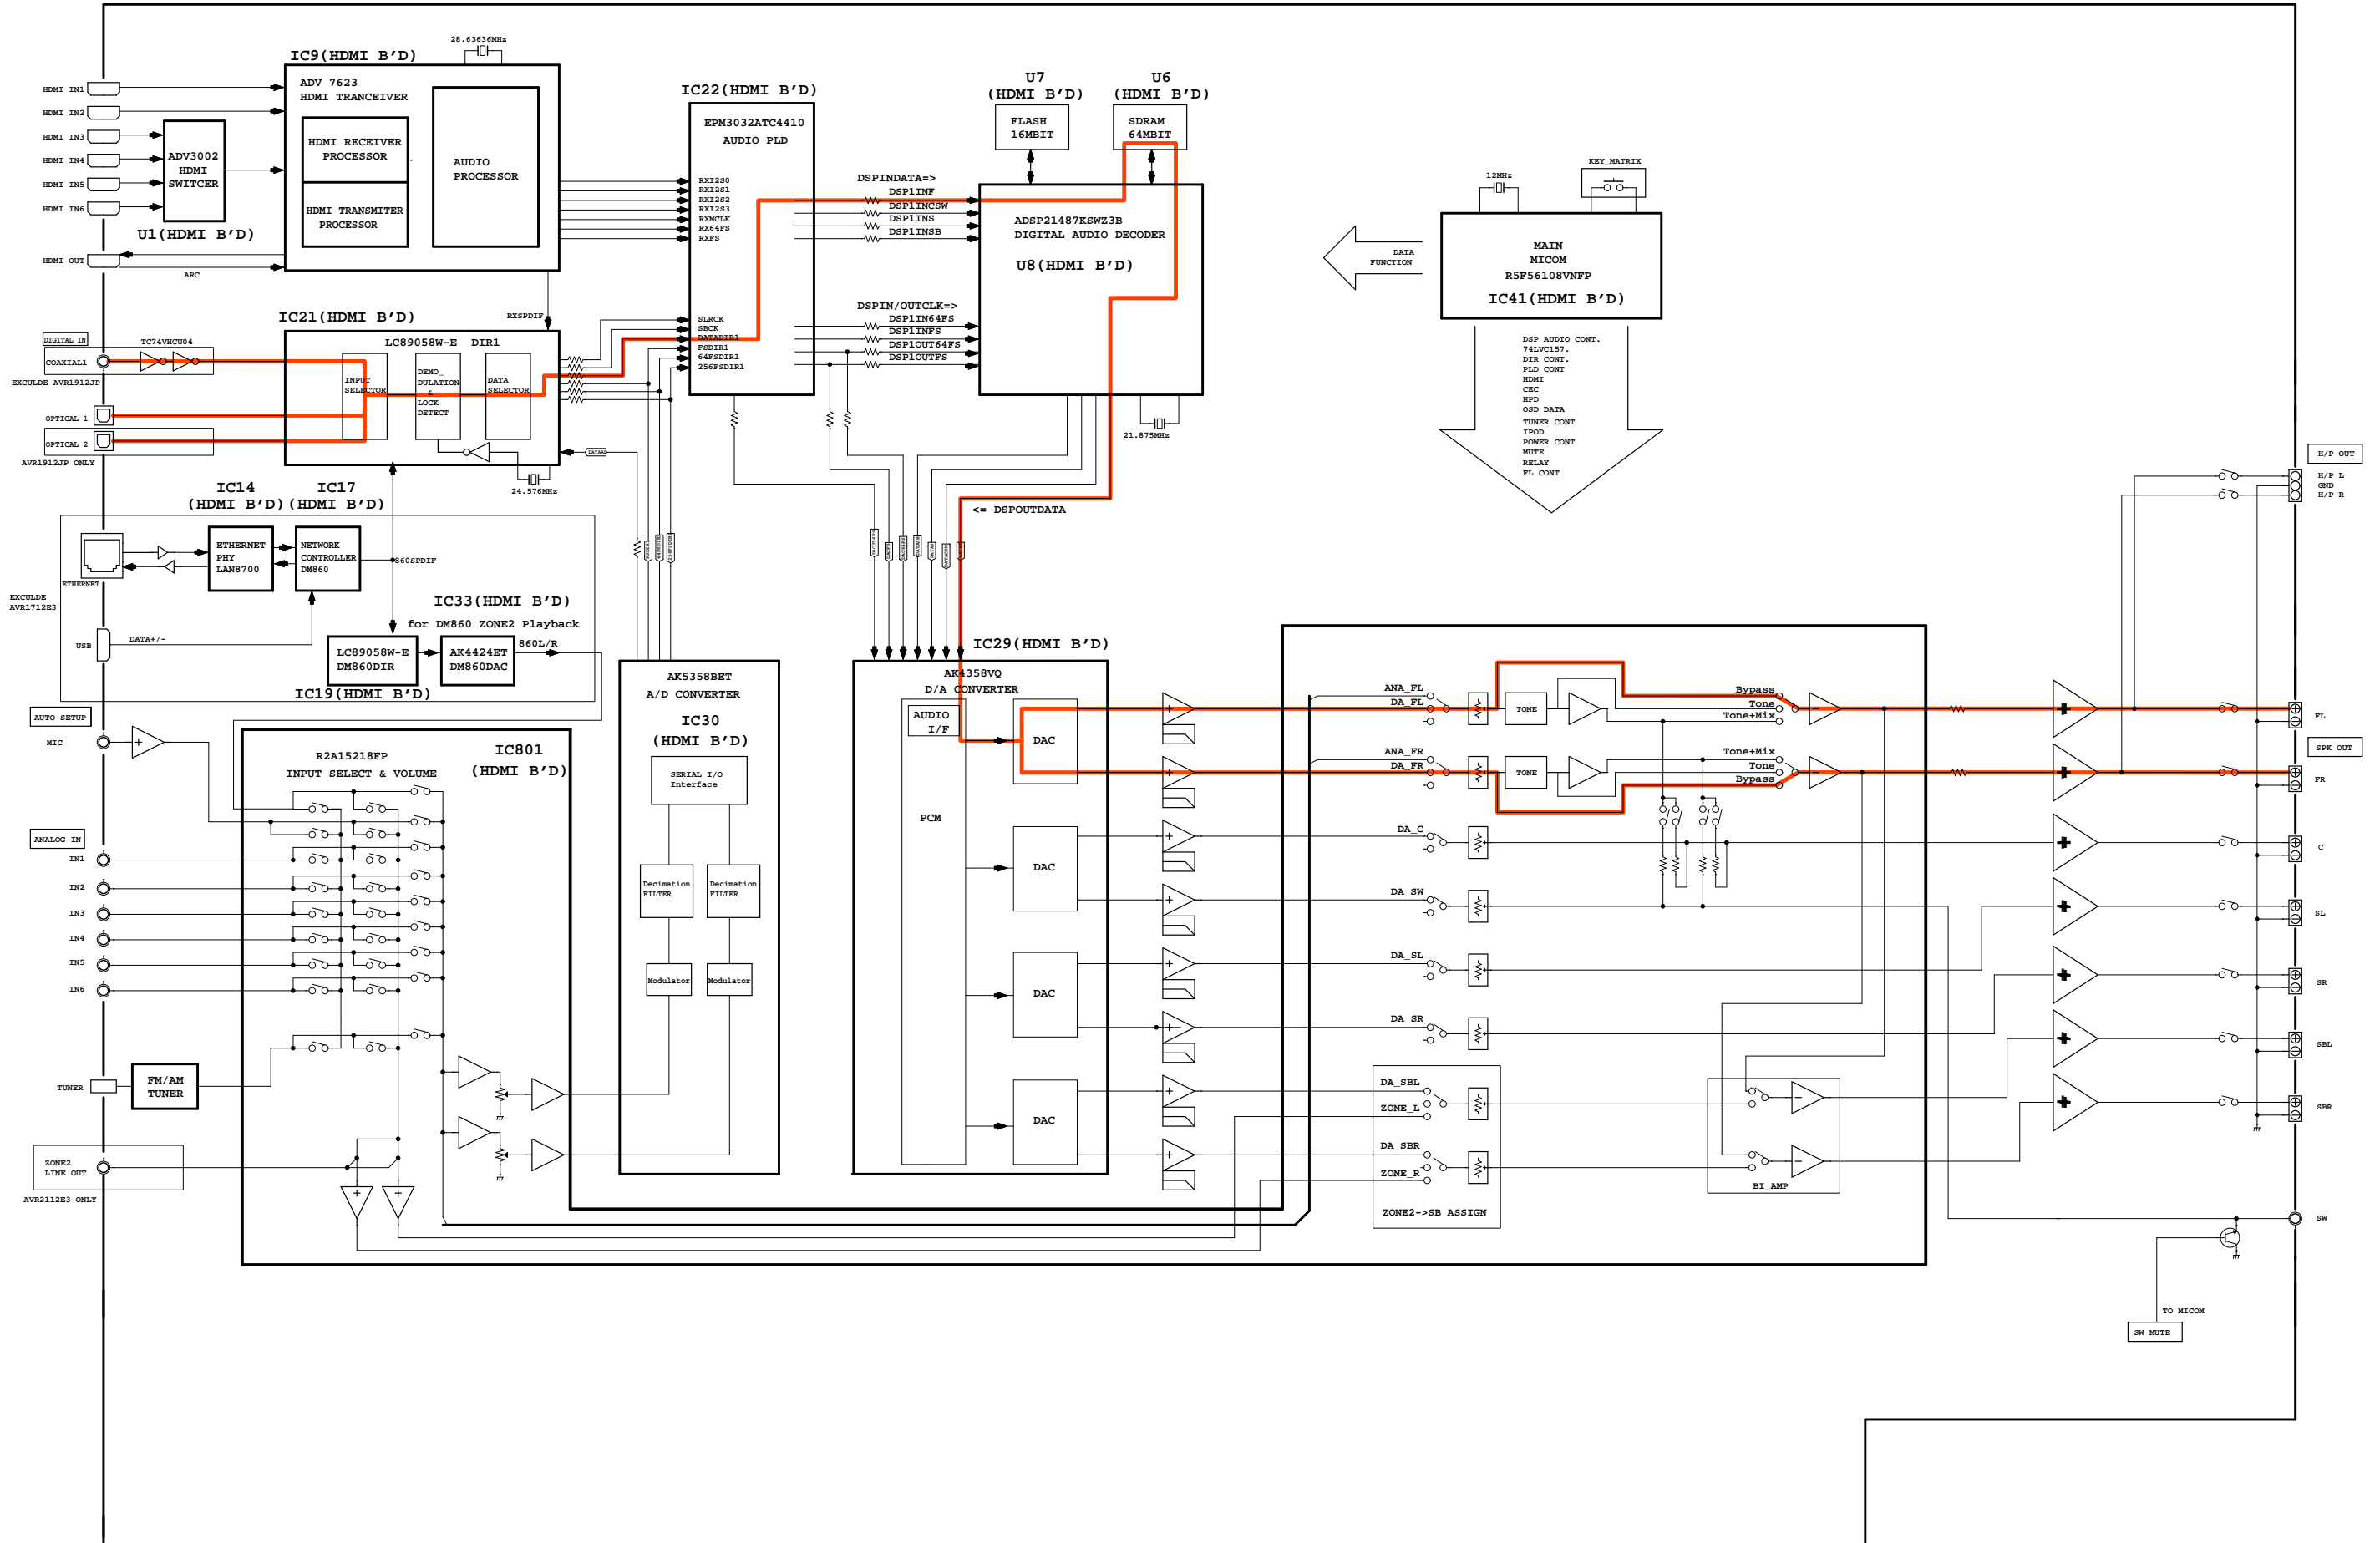 28.63636MHz
IC9(HDMI B'D)
ADV 7623
HDMI TRANCEIVER
HDMI RECEIVER
PROCESSOR
HDMI TRANSMITER
PROCESSOR
AUDIO
PROCESSOR
HDMI IN1
HDMI IN2
HDMI IN3
HDMI IN4
HDMI IN5
HDMI IN6
ADV3002
HDMI
SWITCER
U1(HDMI B'D)
HDMI OUT
ARC
IC22(HDMI B'D)
EPM3032ATC4410
AUDIO PLD
RXI2S0
RXI2S1
RXI2S2
RXI2S3
RXMCLK
RX64FS
RXFS
SLRCK
SBCK
DATADIR1
FSDIR1
64FSDIR1
256FSDIR1
U7
(HDMI B'D)
FLASH
16MBIT
U6
(HDMI B'D)
SDRAM
64MBIT
DSPINDATA=>
DSP1INF
DSP1INCSW
DSP1INS
DSP1INSB
ADSP21487KSWZ3B
DIGITAL AUDIO DECODER
U8(HDMI B'D)
DSPIN/OUTCLK=>
DSP1IN64FS
DSP1INFS
DSP1OUT64FS
DSP1OUTFS
21.875MHz
<= DSPOUTDATA
12MHz
KEY_MATRIX
MAIN
MICOM
R5F56108VNFP
IC41(HDMI B'D)
DATA
FUNCTION
DSP AUDIO CONT.
74LVC157.
DIR CONT.
PLD CONT
HDMI
CEC
HPD
OSD DATA
TUNER CONT
IPOD
POWER CONT
MUTE
RELAY
FL CONT
IC21(HDMI B'D)
RXSPDIF
LC89058W-E DIR1
INPUT
SELECTOR
DEMO_
DULATION
&
LOCK
DETECT
DATA
SELECTOR
24.576MHz
DATAAD
DIGITAL IN
COAXIAL1
TC74VHCU04
EXCULDE AVR1912JP
OPTICAL 1
OPTICAL 2
AVR1912JP ONLY
IC14
(HDMI B'D)
IC17
(HDMI B'D)
ETHERNET
PHY
LAN8700
NETWORK
CONTROLLER
DM860
860SPDIF
ETHERNET
EXCULDE
AVR1712E3
USB
DATA+/-
IC33(HDMI B'D)
for DM860 ZONE2 Playback
LC89058W-E
DM860DIR
AK4424ET
DM860DAC
860L/R
IC19(HDMI B'D)
AUTO SETUP
MIC
ANALOG IN
IN1
IN2
IN3
IN4
IN5
IN6
TUNER
FM/AM
TUNER
ZONE2
LINE OUT
AVR2112E3 ONLY
R2A15218FP
INPUT SELECT & VOLUME
IC801
(HDMI B'D)
AK5358BET
A/D CONVERTER
IC30
(HDMI B'D)
SERIAL I/O
Interface
Decimation
FILTER
Decimation
FILTER
Modulator
Modulator
IC29(HDMI B'D)
AK4358VQ
D/A CONVERTER
AUDIO
I/F
PCM
DAC
DAC
DAC
DAC
ANA_FL
DA_FL
ANA_FR
DA_FR
DA_C
DA_SW
DA_SL
DA_SR
DA_SBL
ZONE_L
DA_SBR
ZONE_R
ZONE2->SB ASSIGN
TONE
TONE
Bypass
Tone
Tone+Mix
Tone+Mix
Tone
Bypass
BI_AMP
H/P OUT
H/P L
GND
H/P R
FL
SPK OUT
FR
C
SL
SR
SBL
SBR
SW
TO MICOM
SW MUTE